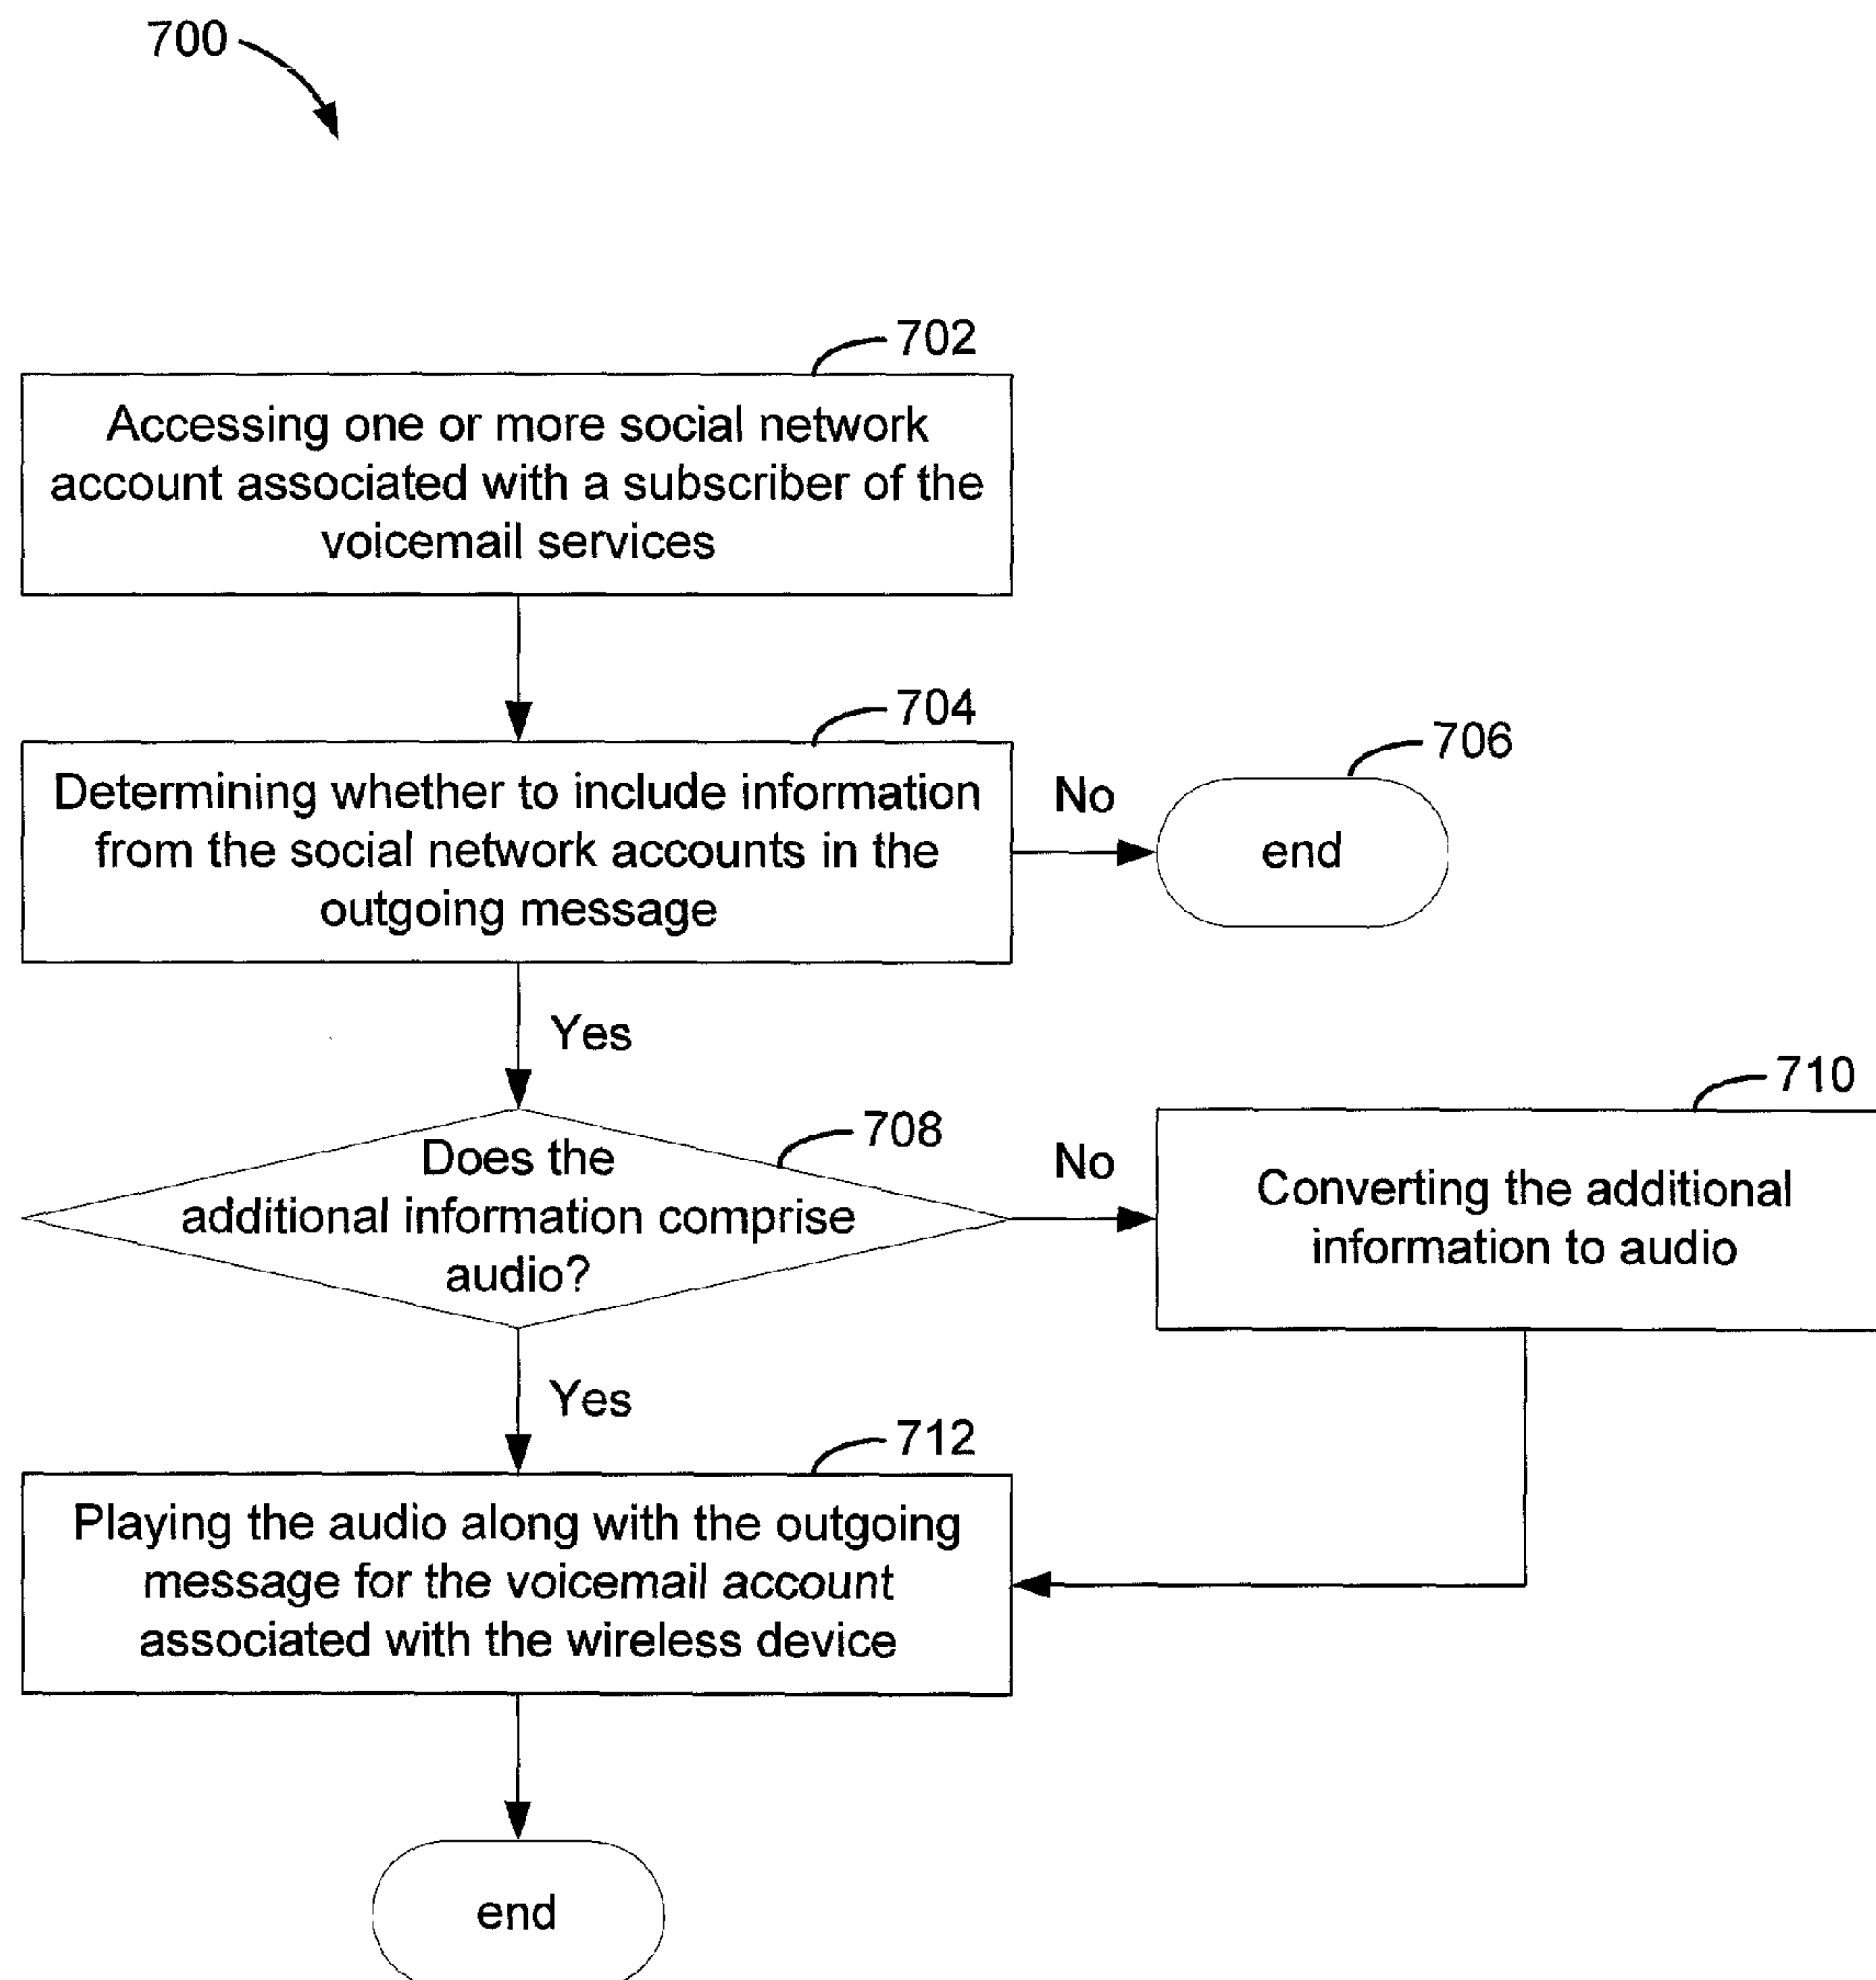 700
702
Accessing one or more social network
account associated with a subscriber of the
voicemail services
704
Determining whether to include information
from the social network accounts in the
outgoing message
No
706
end
Yes
708
Does the
additional information comprise
audio?
No
710
Converting the additional
information to audio
Yes
712
Playing the audio along with the outgoing
message for the voicemail account
associated with the wireless device
end